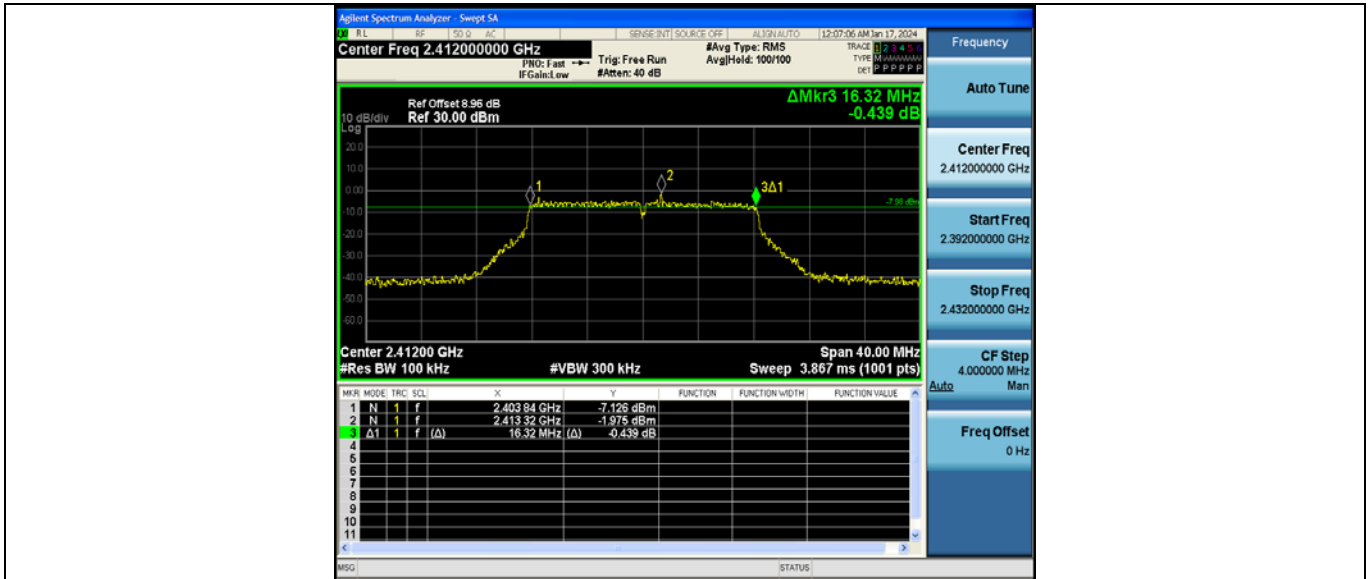 Agilent Spectrum Analyzer - Swept SA
RL RF 50 Ω AC SENSE:INT SOURCE OFF ALIGNAUTO 12:07:06 AM Jan 17, 2024
Center Freq 2.412000000 GHz
PNO: Fast
IFGain:Low
Trig: Free Run
#Atten: 40 dB
#Avg Type: RMS
Avg|Hold: 100/100
TRACE 1 2 3 4 5 6
TYPE M
DET P P P P P P
ΔMkr3 16.32 MHz
-0.439 dB
Ref Offset 8.96 dB
10 dB/div Ref 30.00 dBm
Log
20.0
10.0
0.00
-10.0
-20.0
-30.0
-40.0
-50.0
-60.0
1
2
3Δ1
-7.98 dBm
Center 2.41200 GHz Span 40.00 MHz
#Res BW 100 kHz #VBW 300 kHz Sweep 3.867 ms (1001 pts)
MKR MODE TRC SCL X Y FUNCTION FUNCTION WIDTH FUNCTION VALUE
1 N 1 f 2.403 84 GHz -7.126 dBm
2 N 1 f 2.413 32 GHz -1.975 dBm
3 Δ1 1 f (Δ) 16.32 MHz (Δ) -0.439 dB
4
5
6
7
8
9
10
11
MSG STATUS
Frequency
Auto Tune
Center Freq
2.412000000 GHz
Start Freq
2.392000000 GHz
Stop Freq
2.432000000 GHz
CF Step
4.000000 MHz
Auto Man
Freq Offset
0 Hz